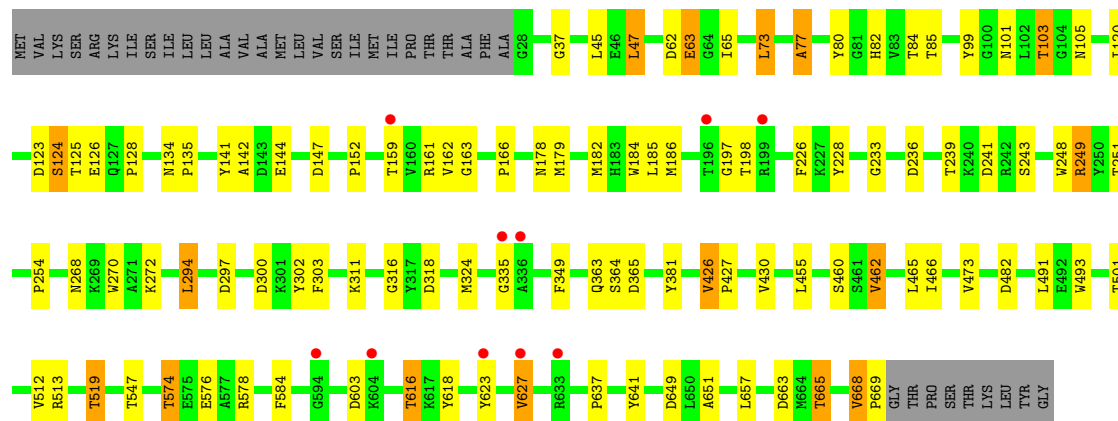 MET VAL LYS SER ARG LYS ILE SER ILE LEU LEU ALA VAL ALA MET LEU VAL SER ILE MET ILE PRO THR THR ALA PHE ALA G28 G37 L45 E46 L47 D62 E63 G64 I65 L73 A77 Y80 G81 H82 V83 T84 T85 Y99 G100 N101 L102 T103 G104 N105 I120
D123 S124 T125 E126 Q127 P128 N134 P135 Y141 A142 D143 E144 D147 P152 T159 V160 R161 V162 G163 P166 N178 M179 M182 H183 W184 L185 M186 T196 G197 T198 R199 F226 K227 Y228 G233 D236 T239 K240 D241 R242 S243 W248 R249 Y250 T251
P254 N268 K269 W270 A271 K272 L294 D297 D300 K301 Y302 F303 K311 G316 Y317 D318 M324 G335 A336 F349 Q363 S364 D365 Y381 V426 P427 V430 L455 S460 S461 V462 L465 I466 V473 D482 L491 E492 W493 T501
V512 R513 T519 T547 T574 E575 E576 A577 R578 F584 G594 D603 K604 T616 K617 Y618 Y623 V627 R633 P637 Y641 D649 L650 A651 L657 D663 M664 T665 V668 P669 GLY THR PRO SER THR LYS LEU TYR GLY